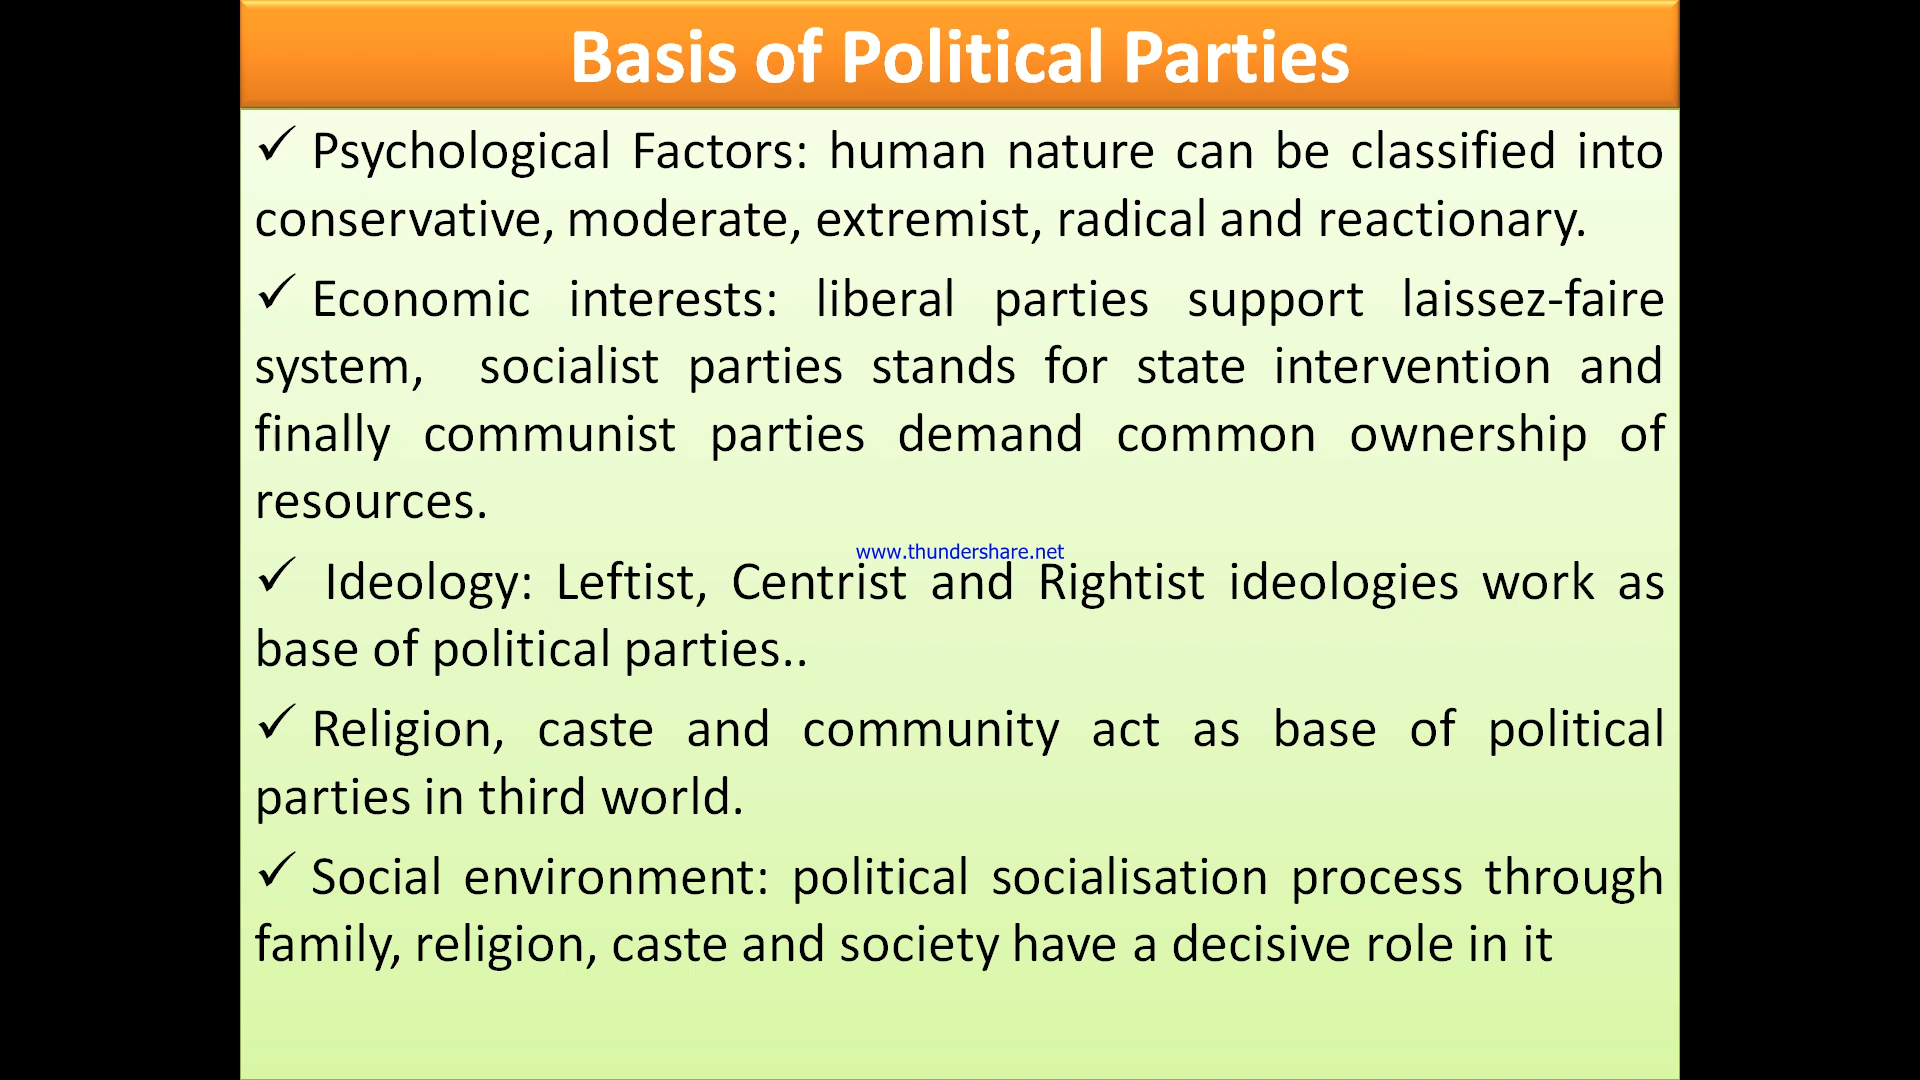 Basis of Political Parties
✓ Psychological Factors: human nature can be classified into
conservative, moderate, extremist, radical and reactionary.
✓ Economic interests: liberal parties support laissez-faire
system, socialist parties stands for state intervention and
finally communist parties demand common ownership of
resources.
www.thundershare.net
✓ Ideology: Leftist, Centrist and Rightist ideologies work as
base of political parties..
✓ Religion, caste and community act as base of political
parties in third world.
✓ Social environment: political socialisation process through
family, religion, caste and society have a decisive role in it